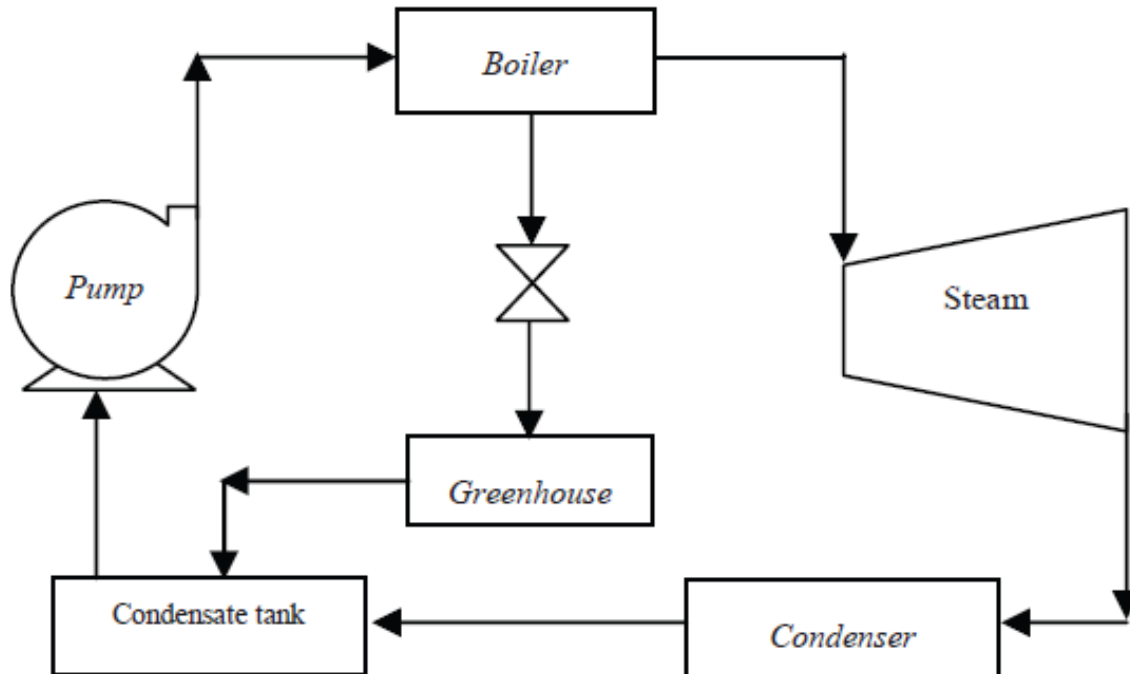 Boiler
Pump
Steam
Greenhouse
Condensate tank
Condenser